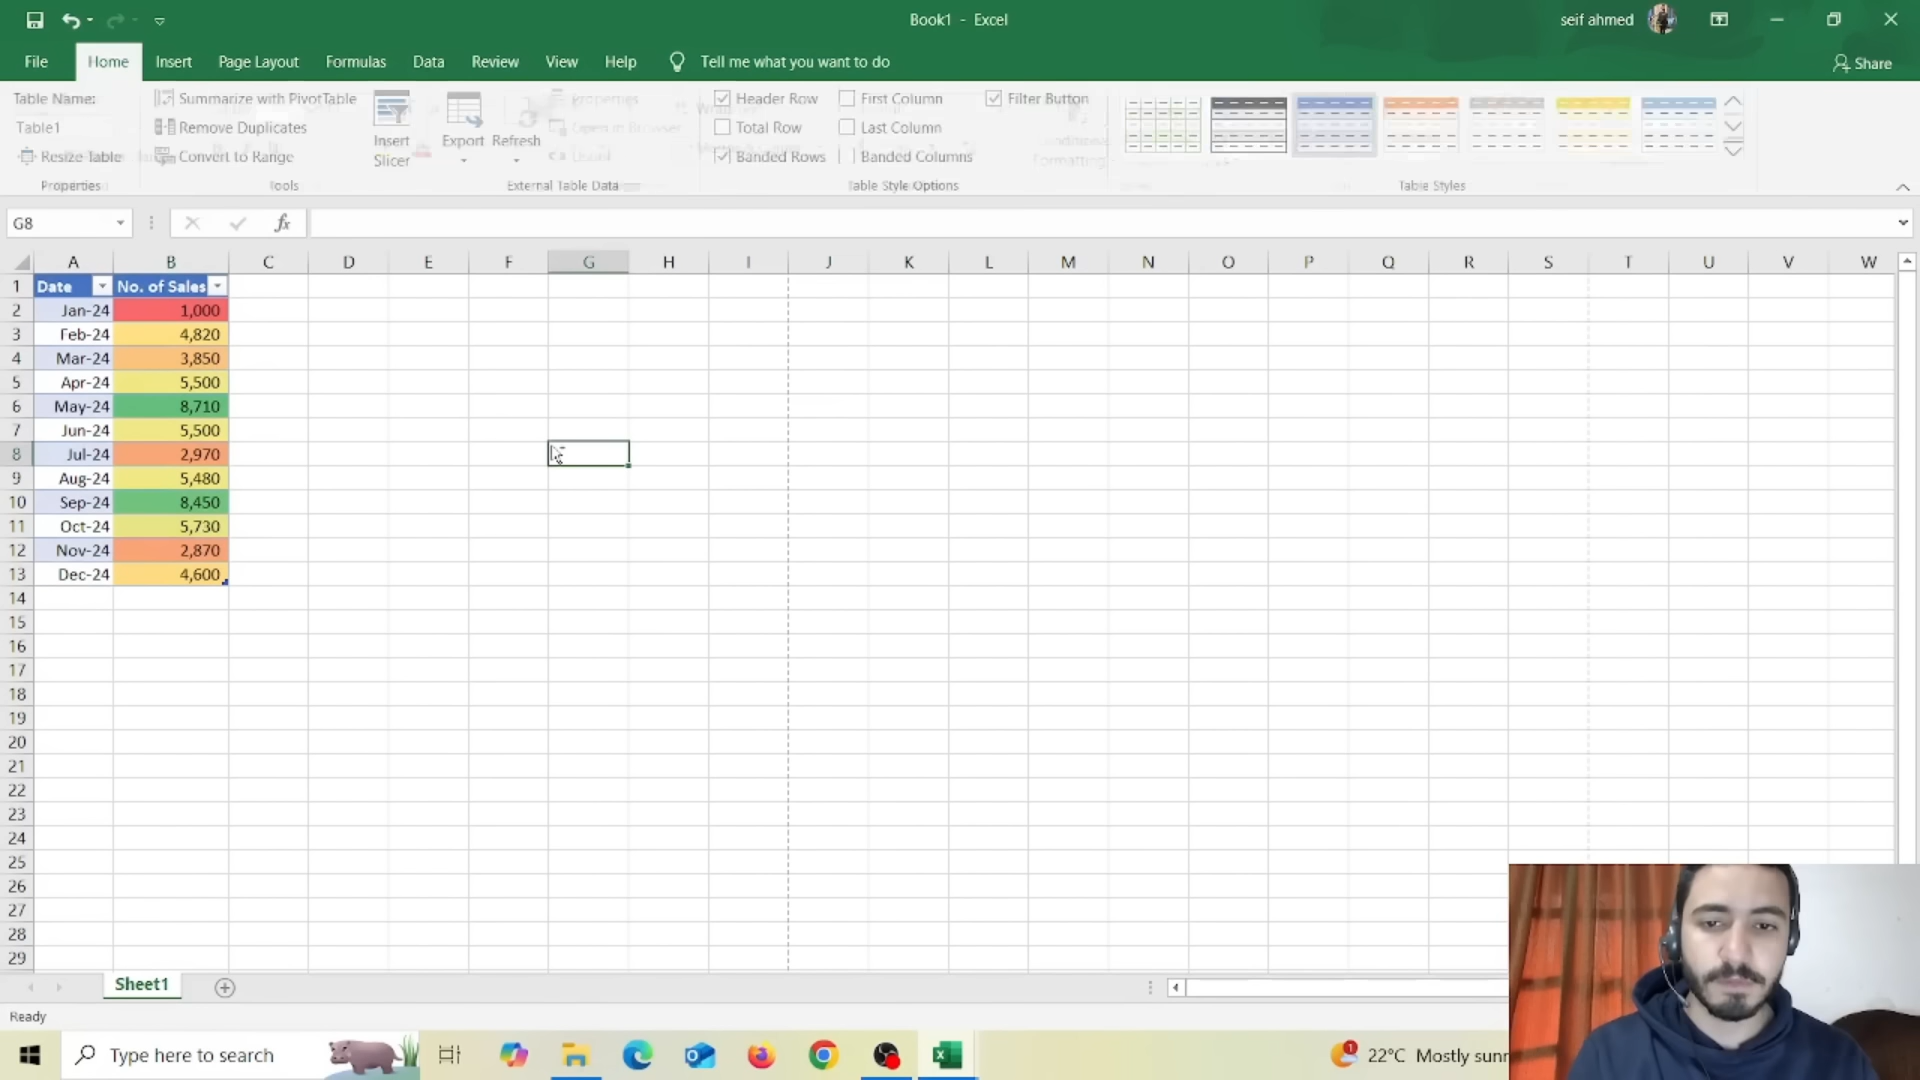 Book1 - Excel
seif ahmed
File Home Insert Page Layout Formulas Data Review View Help Tell me what you want to do Share
Table Name: Summarize with PivotTable Properties Header Row First Column Filter Button
Table1 Remove Duplicates Insert Export Refresh Open in Browser Total Row Last Column
Resize Table Convert to Range Slicer Banded Rows Banded Columns Formatting
Properties Tools External Table Data Table Style Options Table Styles
G8 fx
A B C D E F G H I J K L M N O P Q R S T U V W
1 Date No. of Sales
2 Jan-24 1,000
3 Feb-24 4,820
4 Mar-24 3,850
5 Apr-24 5,500
6 May-24 8,710
7 Jun-24 5,500
8 Jul-24 2,970
9 Aug-24 5,480
10 Sep-24 8,450
11 Oct-24 5,730
12 Nov-24 2,870
13 Dec-24 4,600
14
15
16
17
18
19
20
21
22
23
24
25
26
27
28
29
Sheet1
Ready
Type here to search 1 22°C Mostly sunn